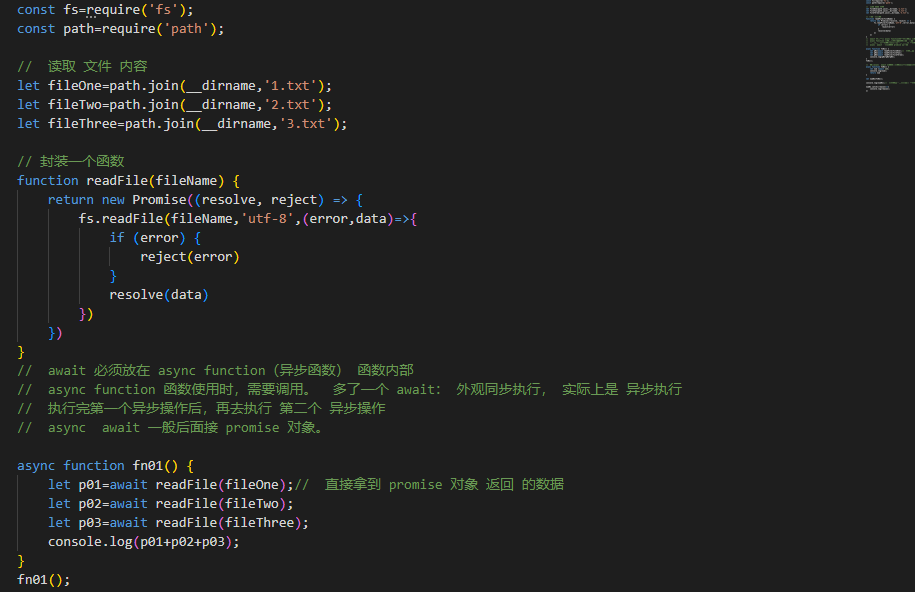 const fs=require('fs');
const path=require('path');
//  读取 文件 内容
let fileOne=path.join(__dirname,'1.txt');
let fileTwo=path.join(__dirname,'2.txt');
let fileThree=path.join(__dirname,'3.txt');
// 封装一个函数
function readFile(fileName) {
    return new Promise((resolve, reject) => {
        fs.readFile(fileName,'utf-8',(error,data)=>{
            if (error) {
                reject(error)
            }
            resolve(data)
        })
    })
}
//  await 必须放在 async function（异步函数） 函数内部
//  async function 函数使用时，需要调用。  多了一个 await： 外观同步执行， 实际上是 异步执行
//  执行完第一个异步操作后，再去执行 第二个 异步操作
//  async  await 一般后面接 promise 对象。
async function fn01() {
    let p01=await readFile(fileOne);//  直接拿到 promise 对象 返回 的数据
    let p02=await readFile(fileTwo);
    let p03=await readFile(fileThree);
    console.log(p01+p02+p03);
}
fn01();